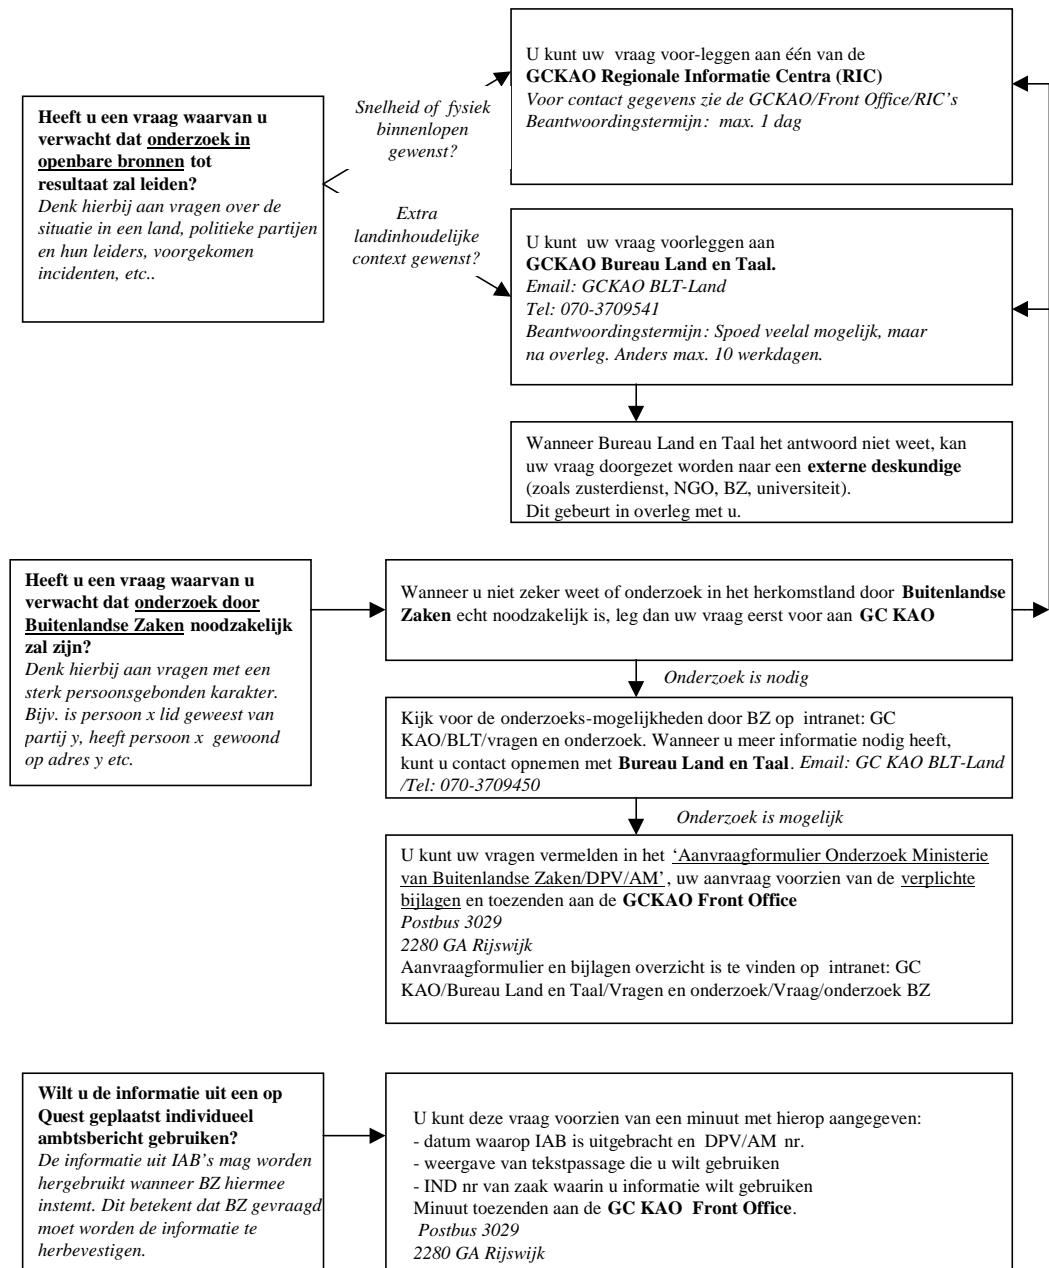 U kunt uw vraag voor-leggen aan één van de
GCKAO Regionale Informatie Centra (RIC)
Voor contact gegevens zie de GCKAO/Front Office/RIC's
Beantwoordingstermijn: max. 1 dag
Snelheid of fysiek
binnenlopen
gewenst?
Heeft u een vraag waarvan u
verwacht dat onderzoek in
openbare bronnen tot
resultaat zal leiden?
Denk hierbij aan vragen over de
situatie in een land, politieke partijen
en hun leiders, voorgekomen
incidenten, etc..
Extra
landinhoudelijke
context gewenst?
U kunt uw vraag voorleggen aan
GCKAO Bureau Land en Taal.
Email: GCKAO BLT-Land
Tel: 070-3709541
Beantwoordingstermijn: Spoed veelal mogelijk, maar
na overleg. Anders max. 10 werkdagen.
Wanneer Bureau Land en Taal het antwoord niet weet, kan
uw vraag doorgezet worden naar een externe deskundige
(zoals zusterdienst, NGO, BZ, universiteit).
Dit gebeurt in overleg met u.
Heeft u een vraag waarvan u
verwacht dat onderzoek door
Buitenlandse Zaken noodzakelijk
zal zijn?
Denk hierbij aan vragen met een
sterk persoonsgebonden karakter.
Bijv. is persoon x lid geweest van
partij y, heeft persoon x gewoond
op adres y etc.
Wanneer u niet zeker weet of onderzoek in het herkomstland door Buitenlandse
Zaken echt noodzakelijk is, leg dan uw vraag eerst voor aan GC KAO
Onderzoek is nodig
Kijk voor de onderzoeks-mogelijkheden door BZ op intranet: GC
KAO/BLT/vragen en onderzoek. Wanneer u meer informatie nodig heeft,
kunt u contact opnemen met Bureau Land en Taal. Email: GC KAO BLT-Land
/Tel: 070-3709450
Onderzoek is mogelijk
U kunt uw vragen vermelden in het ‘Aanvraagformulier Onderzoek Ministerie
van Buitenlandse Zaken/DPV/AM’, uw aanvraag voorzien van de verplichte
bijlagen en toezenden aan de GCKAO Front Office
Postbus 3029
2280 GA Rijswijk
Aanvraagformulier en bijlagen overzicht is te vinden op intranet: GC
KAO/Bureau Land en Taal/Vragen en onderzoek/Vraag/onderzoek BZ
Wilt u de informatie uit een op
Quest geplaatst individueel
ambtsbericht gebruiken?
De informatie uit IAB's mag worden
hergebruikt wanneer BZ hiermee
instemt. Dit betekent dat BZ gevraagd
moet worden de informatie te
herbevestigen.
U kunt deze vraag voorzien van een minuut met hierop aangegeven:
- datum waarop IAB is uitgebracht en DPV/AM nr.
- weergave van tekstpassage die u wilt gebruiken
- IND nr van zaak waarin u informatie wilt gebruiken
Minuut toezenden aan de GC KAO Front Office.
Postbus 3029
2280 GA Rijswijk